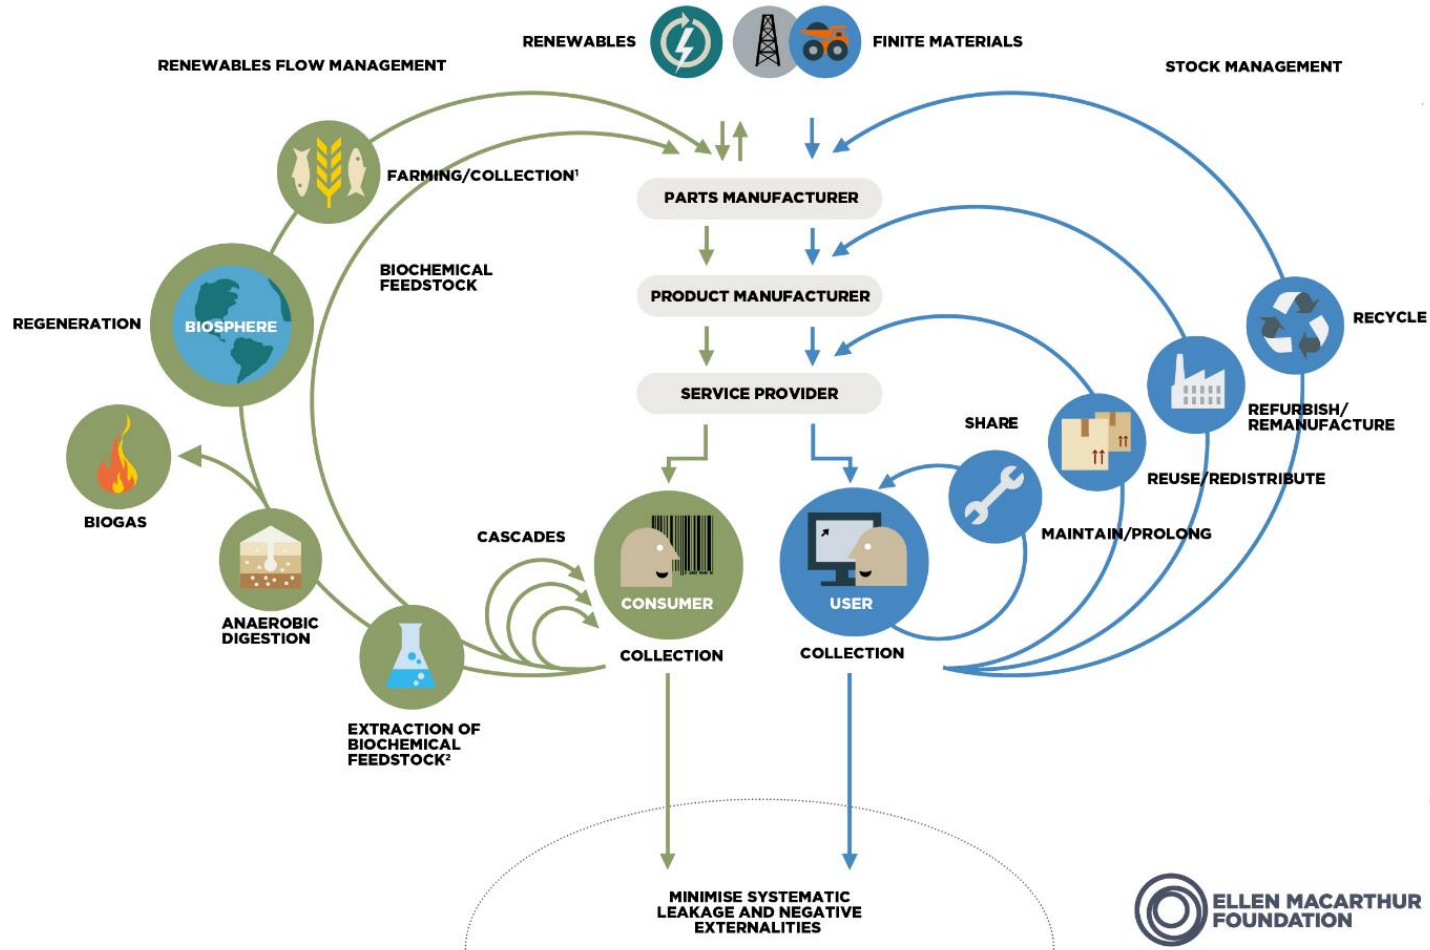 RENEWABLES
FINITE MATERIALS
RENEWABLES FLOW MANAGEMENT
STOCK MANAGEMENT
FARMING/COLLECTION¹
PARTS MANUFACTURER
BIOCHEMICAL
FEEDSTOCK
PRODUCT MANUFACTURER
REGENERATION
BIOSPHERE
RECYCLE
SERVICE PROVIDER
REFURBISH/
REMANUFACTURE
SHARE
REUSE/REDISTRIBUTE
BIOGAS
CASCADES
MAINTAIN/PROLONG
CONSUMER
USER
ANAEROBIC
DIGESTION
COLLECTION
COLLECTION
EXTRACTION OF
BIOCHEMICAL
FEEDSTOCK²
MINIMISE SYSTEMATIC
LEAKAGE AND NEGATIVE
EXTERNALITIES
ELLEN MACARTHUR
FOUNDATION